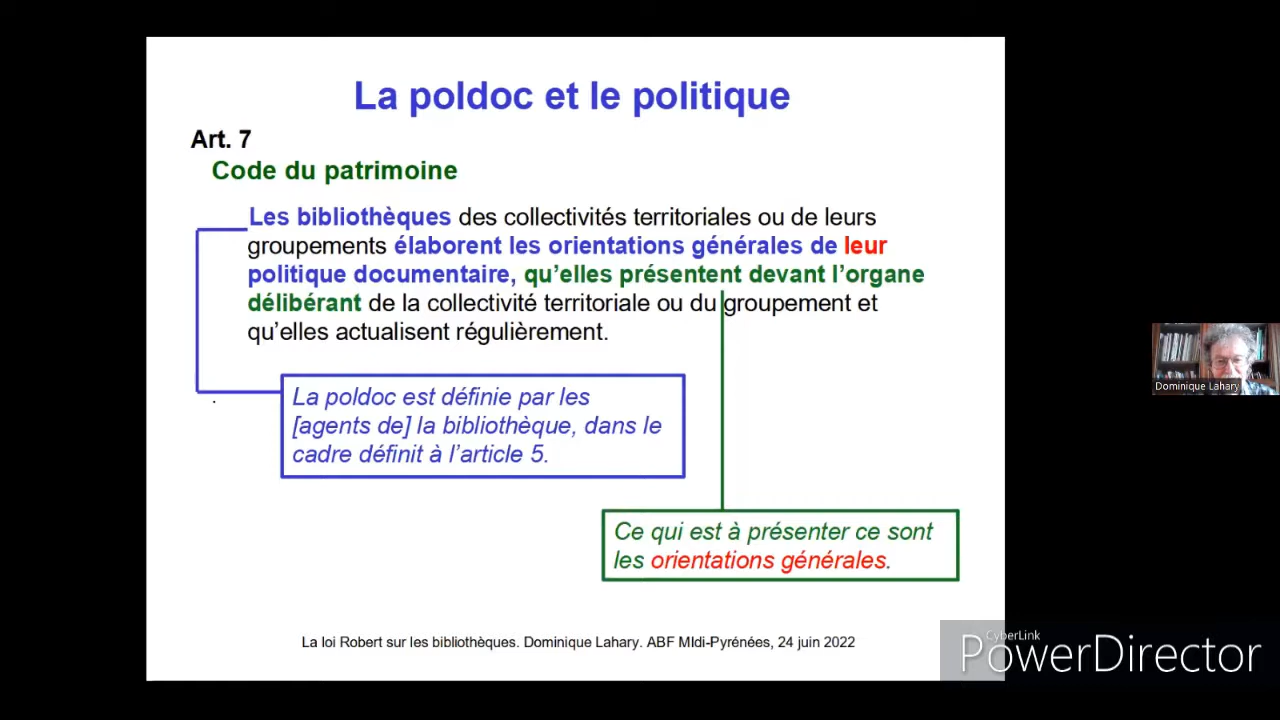 La poldoc et le politique
Art. 7
Code du patrimoine
Les bibliothèques des collectivités territoriales ou de leurs
groupements élaborent les orientations générales de leur
politique documentaire, qu'elles présentent devant l'organe
délibérant de la collectivité territoriale ou du groupement et
qu'elles actualisent régulièrement.
La poldoc est définie par les
[agents de] la bibliothèque, dans le
cadre définit à l'article 5.
Ce qui est à présenter ce sont
les orientations générales.
La loi Robert sur les bibliothèques. Dominique Lahary. ABF MIdi-Pyrénées, 24 juin 2022
Dominique Lahary
CyberLink
PowerDirector